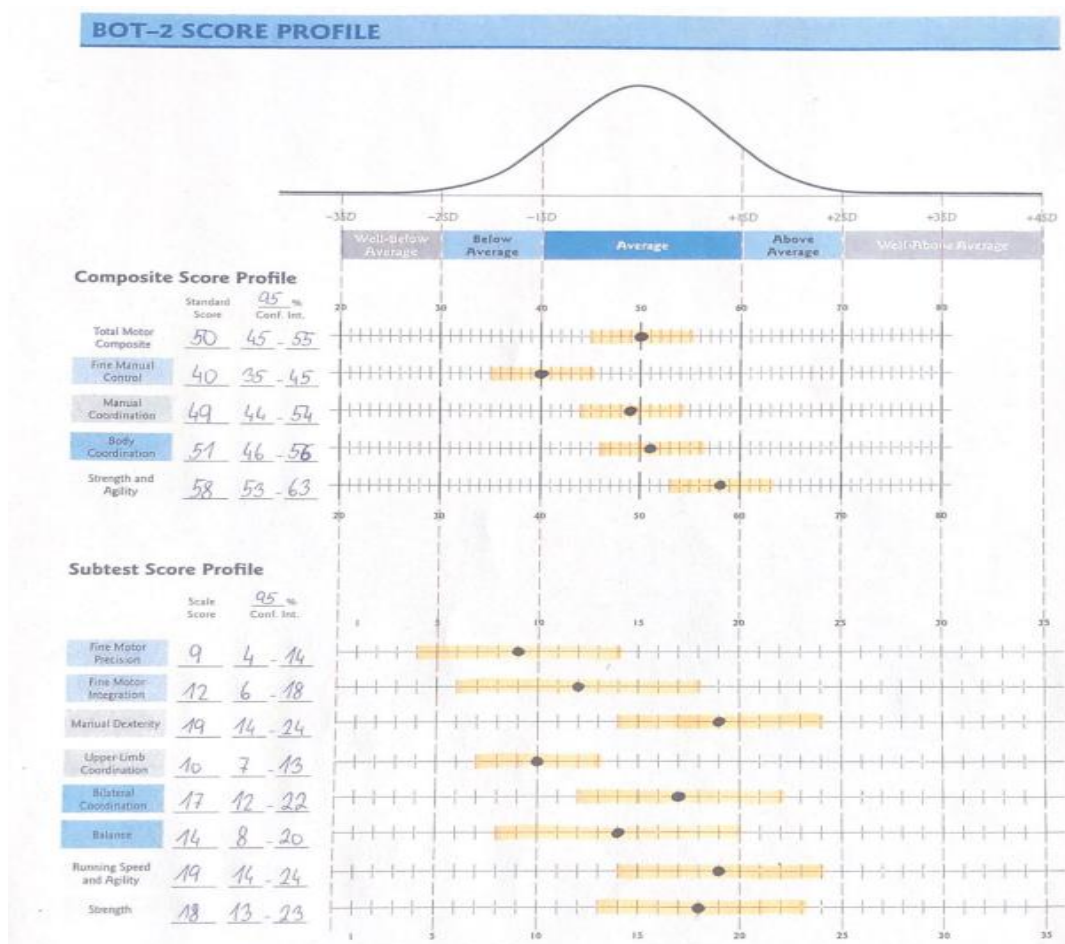 BOT–2 SCORE PROFILE
-3SD -2SD -1SD +1SD +2SD +3SD +4SD
Well-Below Average Below Average Average Above Average Well-Above Average
Composite Score Profile
Standard Score 95 % Conf. Int.
20 30 40 50 60 70 80
Total Motor Composite 50 45 - 55
Fine Manual Control 40 35 - 45
Manual Coordination 49 44 - 54
Body Coordination 51 46 - 56
Strength and Agility 58 53 - 63
20 30 40 50 60 70 80
Subtest Score Profile
Scale Score 95 % Conf. Int.
1 5 10 15 20 25 30 35
Fine Motor Precision 9 4 - 14
Fine Motor Integration 12 6 - 18
Manual Dexterity 19 14 - 24
Upper-Limb Coordination 10 7 - 13
Bilateral Coordination 17 12 - 22
Balance 14 8 - 20
Running Speed and Agility 19 14 - 24
Strength 18 13 - 23
1 5 10 15 20 25 30 35